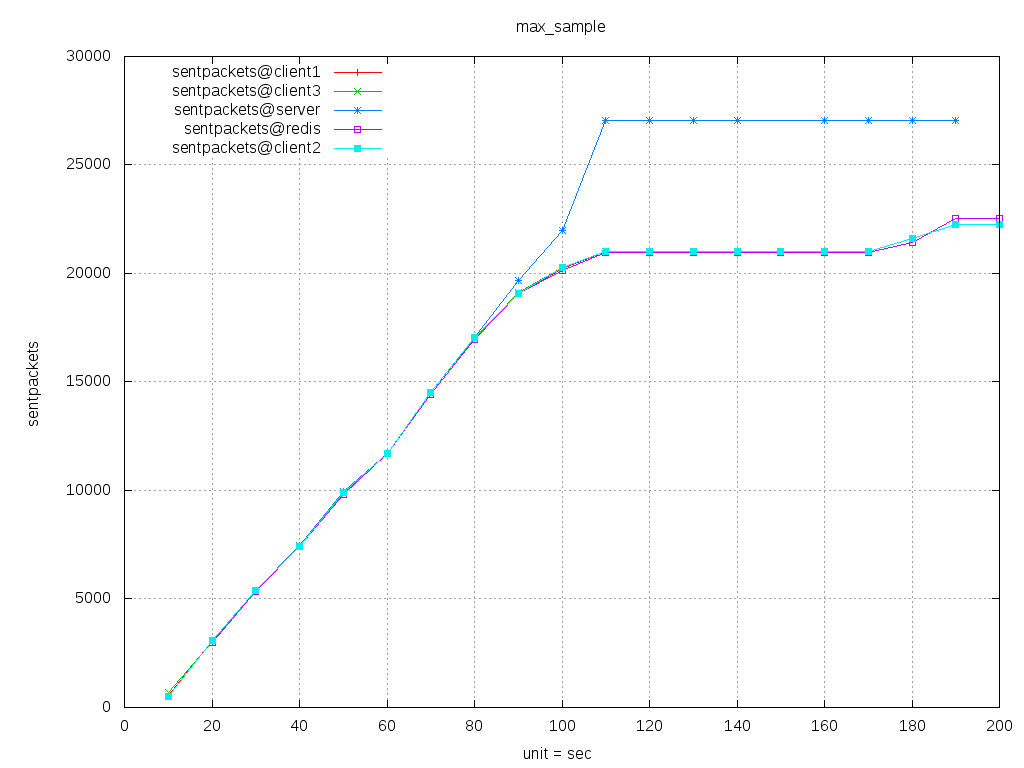 max_sample
30000
25000
20000
15000
10000
5000
0
sentpackets
sentpackets@client1
sentpackets@client3
sentpackets@server
sentpackets@redis
sentpackets@client2
0 20 40 60 80 100 120 140 160 180 200
unit = sec